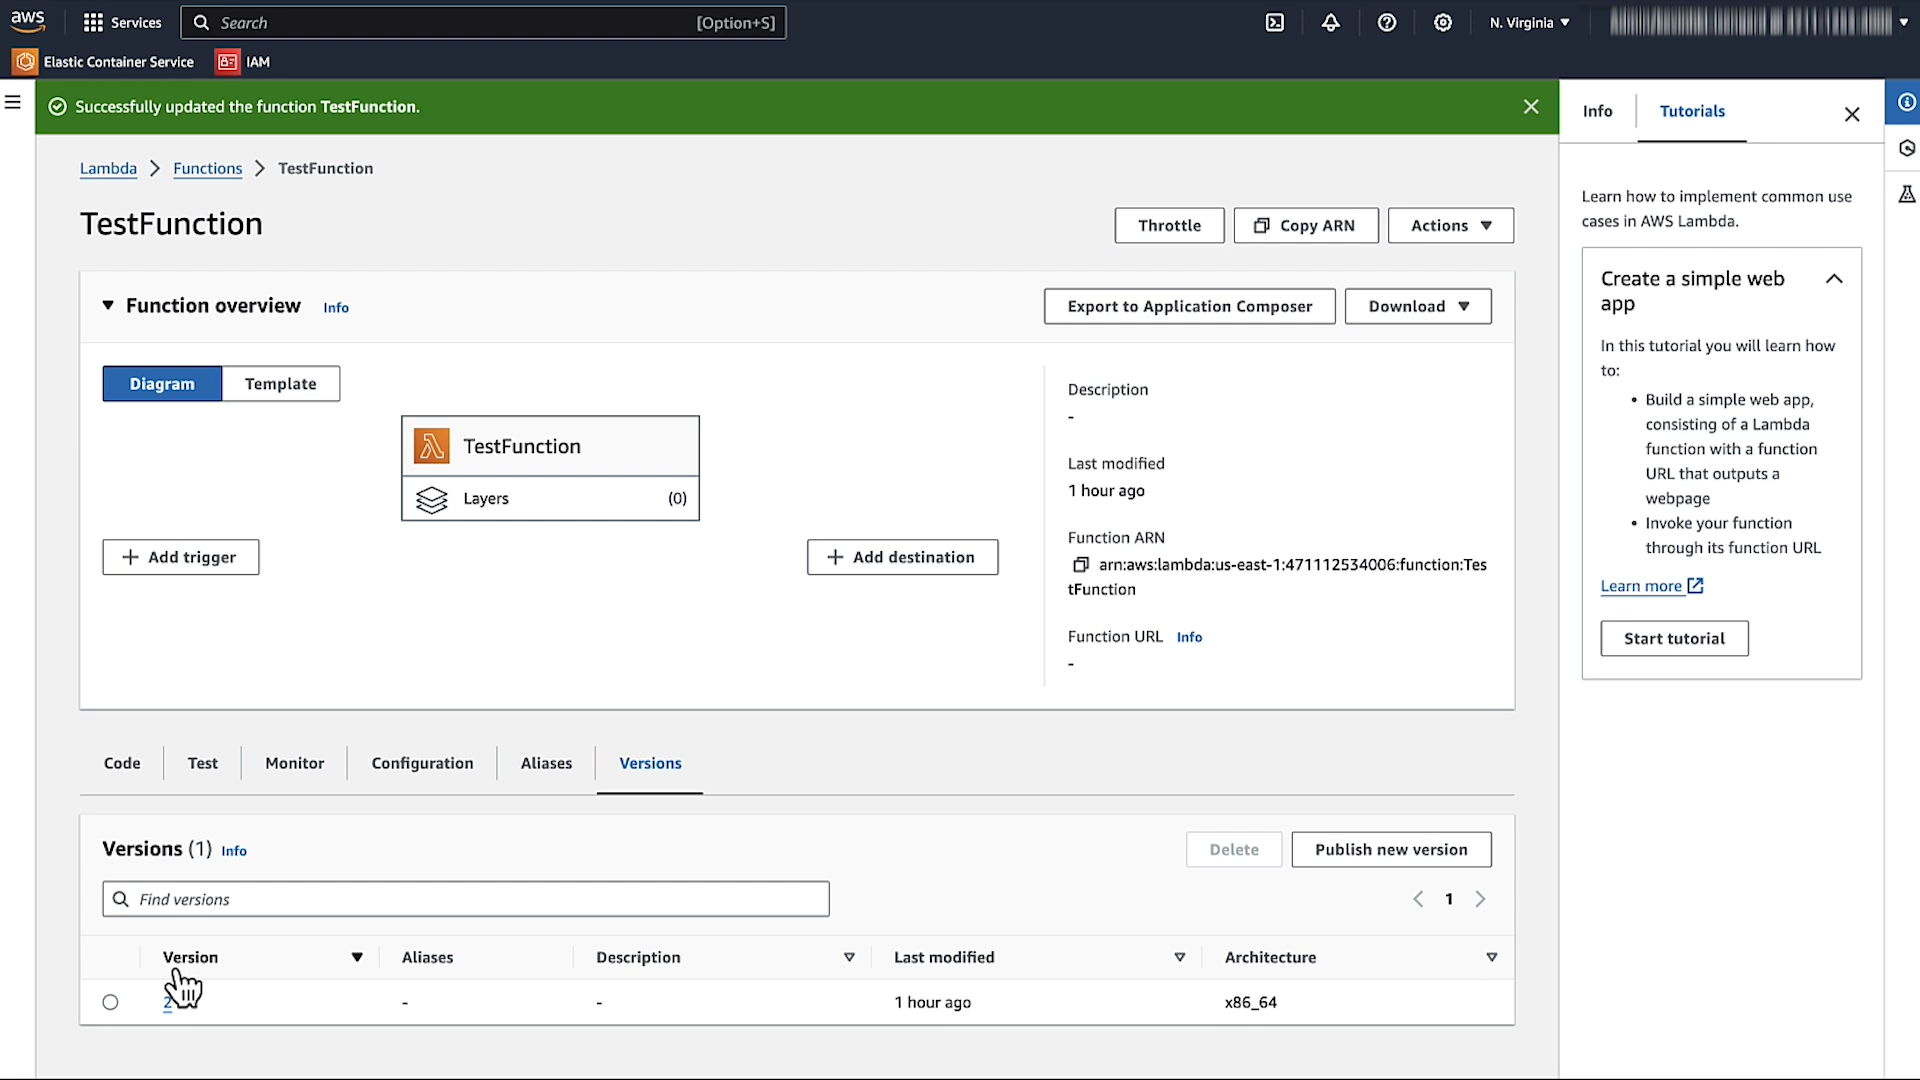 aws
Services
Search
[Option+S]
N. Virginia
Elastic Container Service
IAM
Successfully updated the function TestFunction.
Lambda
Functions
TestFunction
TestFunction
Throttle
Copy ARN
Actions
Function overview
Info
Export to Application Composer
Download
Diagram
Template
TestFunction
Layers
(0)
Add trigger
Add destination
Description
-
Last modified
1 hour ago
Function ARN
arn:aws:lambda:us-east-1:471112534006:function:Tes
tFunction
Function URL
Info
-
Code
Test
Monitor
Configuration
Aliases
Versions
Versions (1)
Info
Delete
Publish new version
Find versions
1
Version
Aliases
Description
Last modified
Architecture
2
-
-
1 hour ago
x86_64
Info
Tutorials
Learn how to implement common use
cases in AWS Lambda.
Create a simple web
app
In this tutorial you will learn how
to:
• Build a simple web app,
consisting of a Lambda
function with a function
URL that outputs a
webpage
• Invoke your function
through its function URL
Learn more
Start tutorial